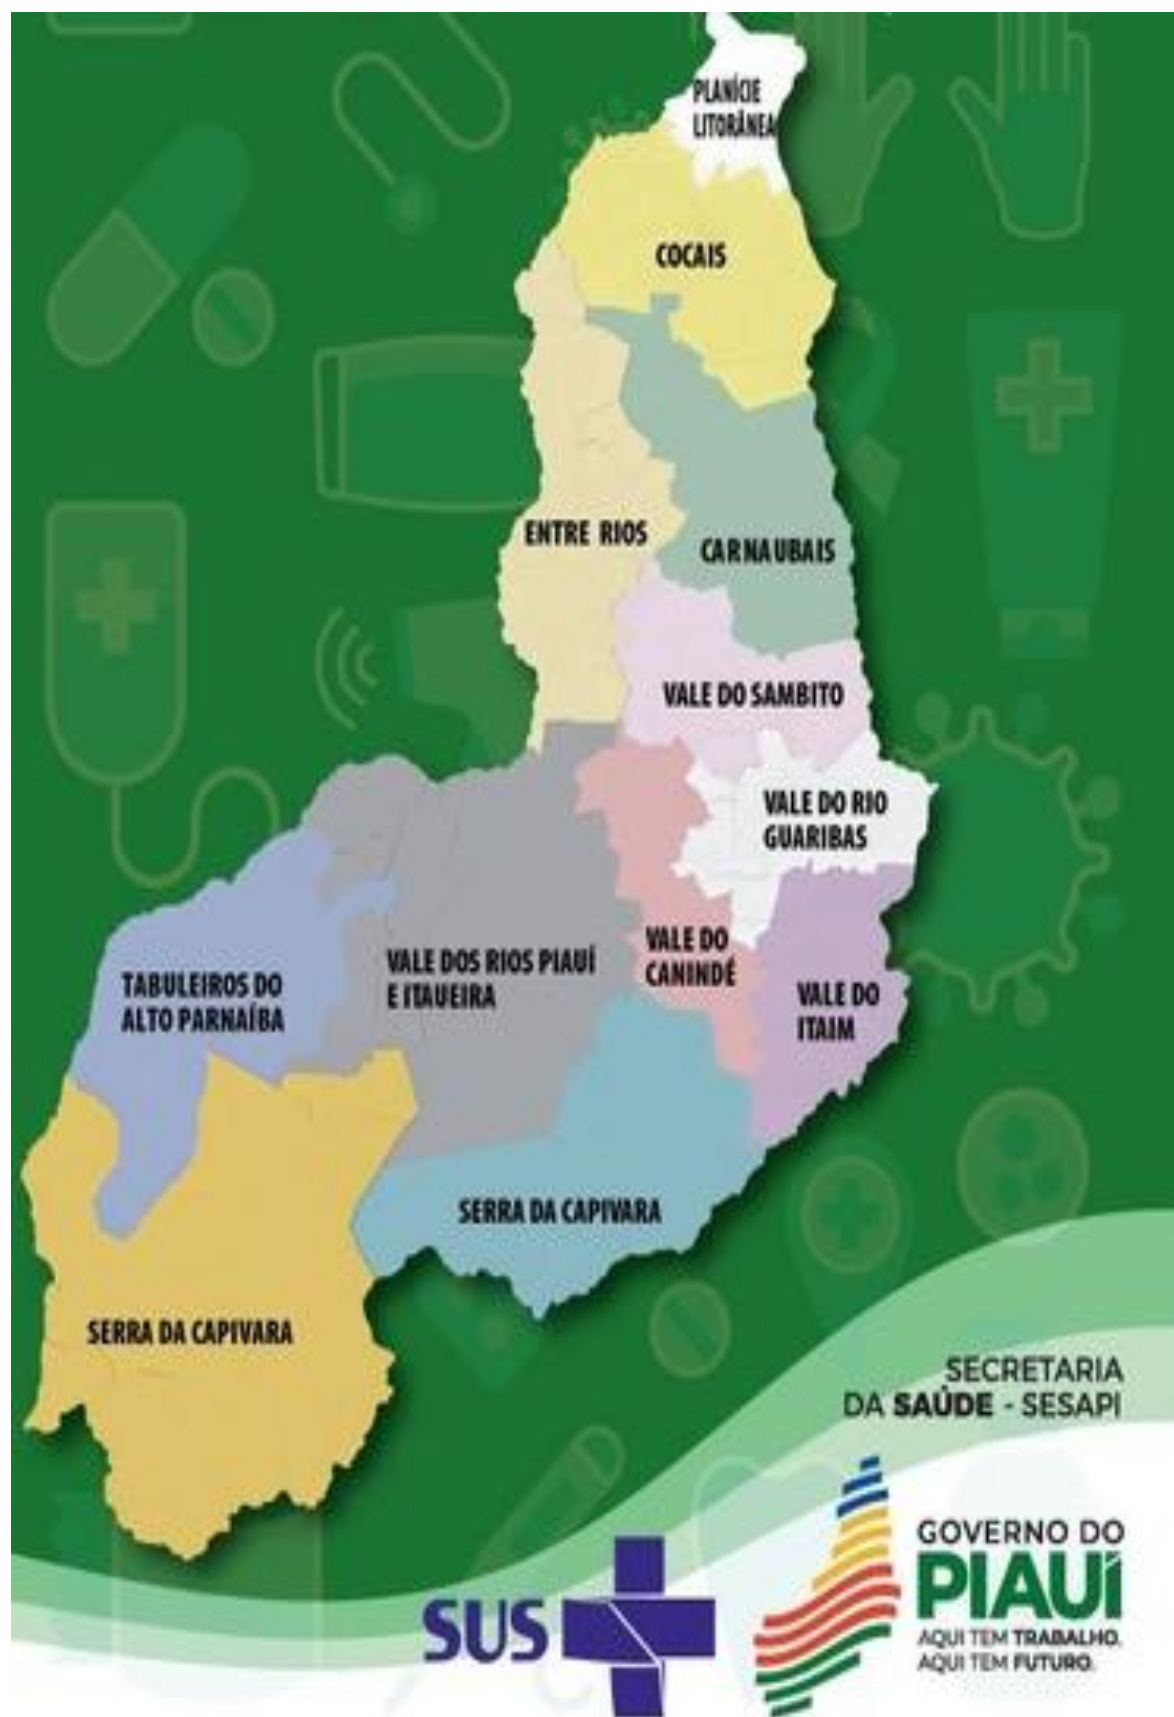 PLANÍCIE
LITORÂNEA
COCAIS
ENTRE RIOS
CARNAUBAIS
VALE DO SAMBITO
VALE DO RIO
GUARIBAS
VALE DO
CANINDÉ
VALE DOS RIOS PIAUÍ
E ITAUEIRA
TABULEIROS DO
ALTO PARNAÍBA
VALE DO
ITAIM
SERRA DA CAPIVARA
SERRA DA CAPIVARA
SECRETARIA
DA SAÚDE - SESAPI
SUS
GOVERNO DO
PIAUÍ
AQUI TEM TRABALHO.
AQUI TEM FUTURO.